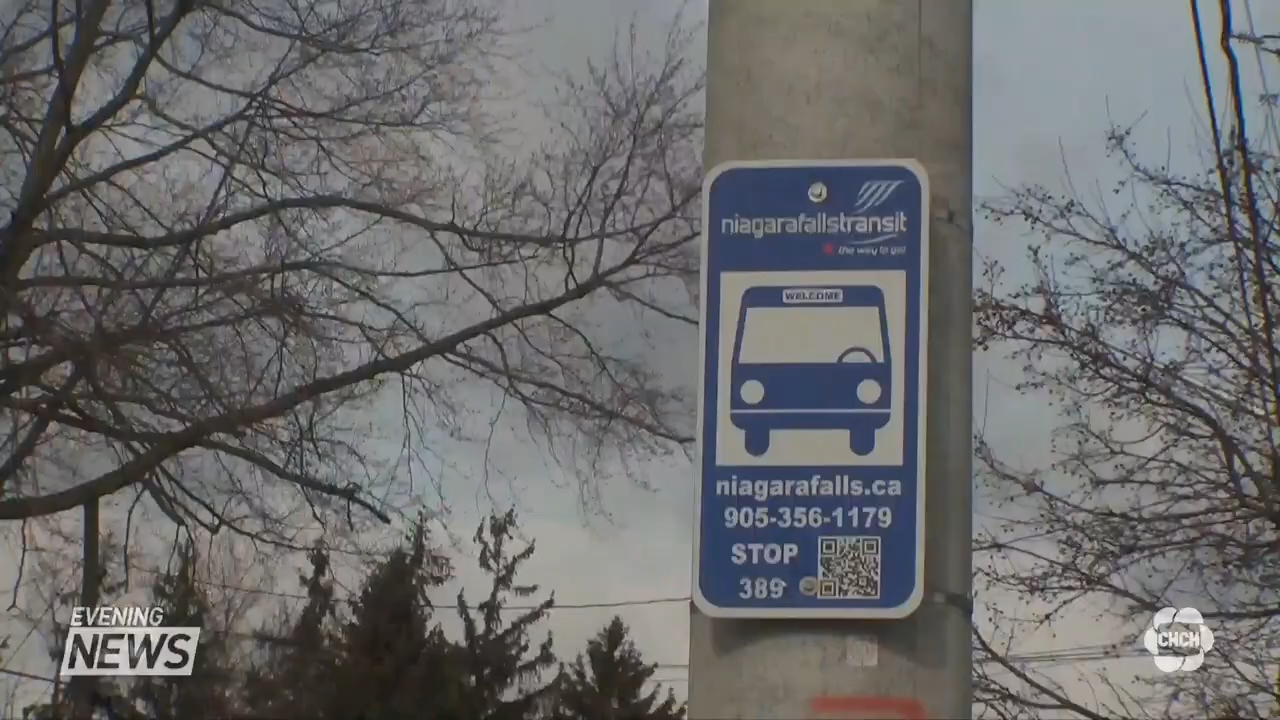 niagarafallstransit
the way to go!
WELCOME
niagarafalls.ca
905-356-1179
STOP
389
EVENING
NEWS
CHCH